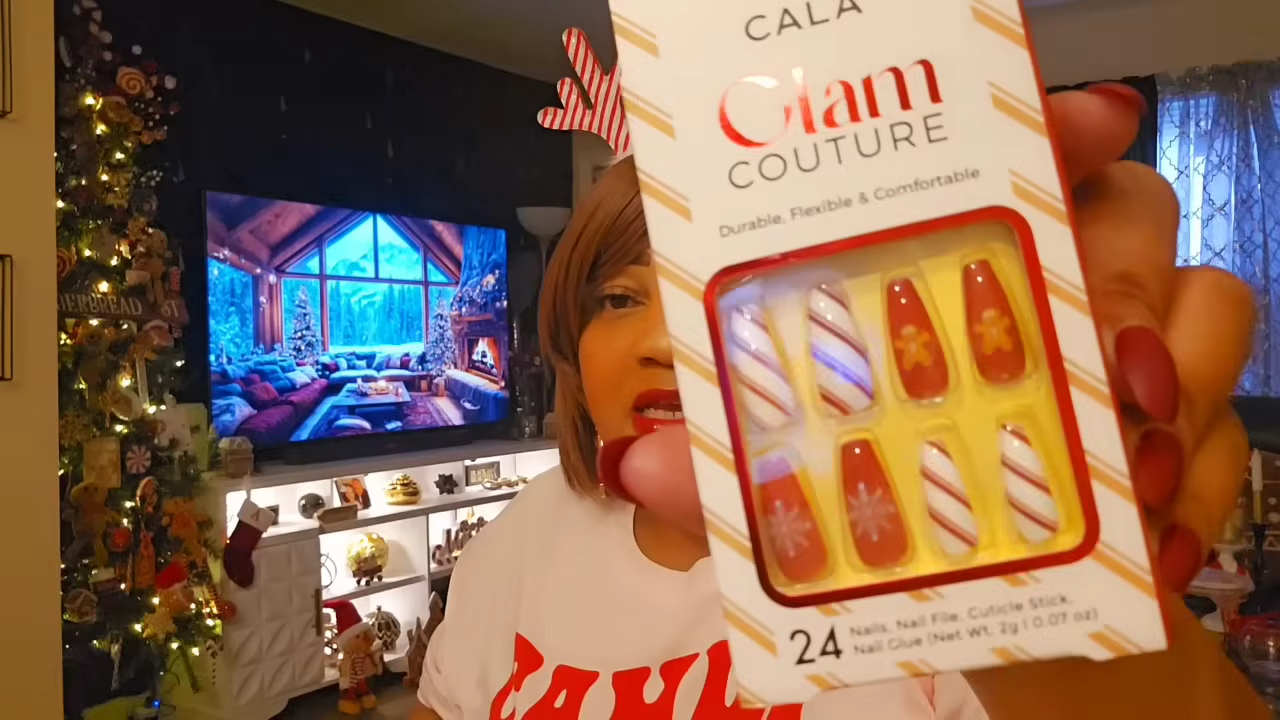 CALA
Glam
COUTURE
Durable, Flexible & Comfortable
24
Nails, Nail File, Cuticle Stick,
Nail Glue (Net Wt. 2g | 0.07 oz)